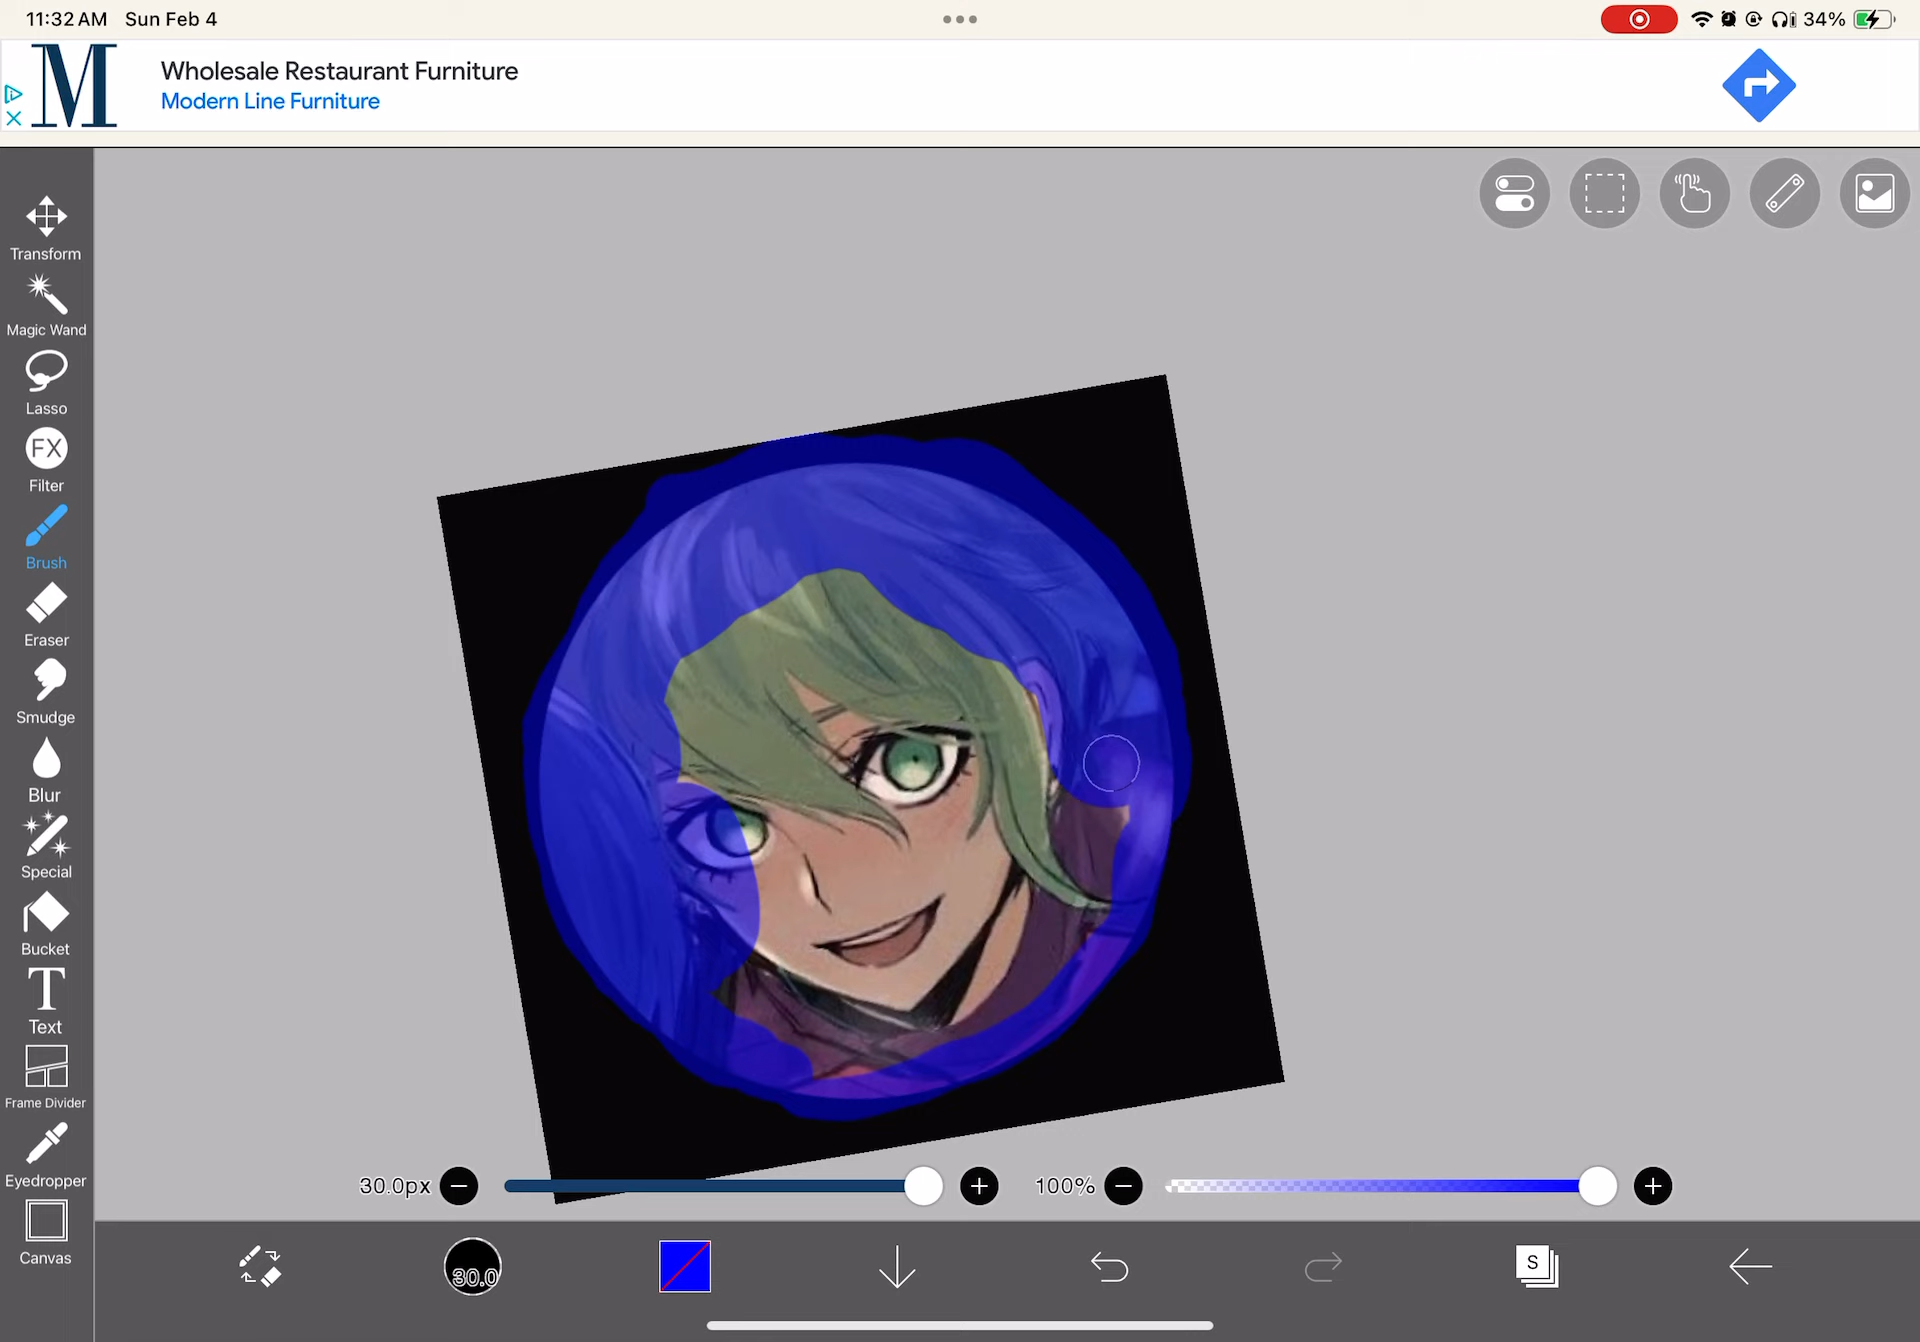 11:32 AM Sun Feb 4
34%
M
Wholesale Restaurant Furniture
Modern Line Furniture
Transform
Magic Wand
Lasso
FX
Filter
Brush
Eraser
Smudge
Blur
Special
Bucket
T
Text
Frame Divider
Eyedropper
Canvas
30.0px
100%
30.0
S